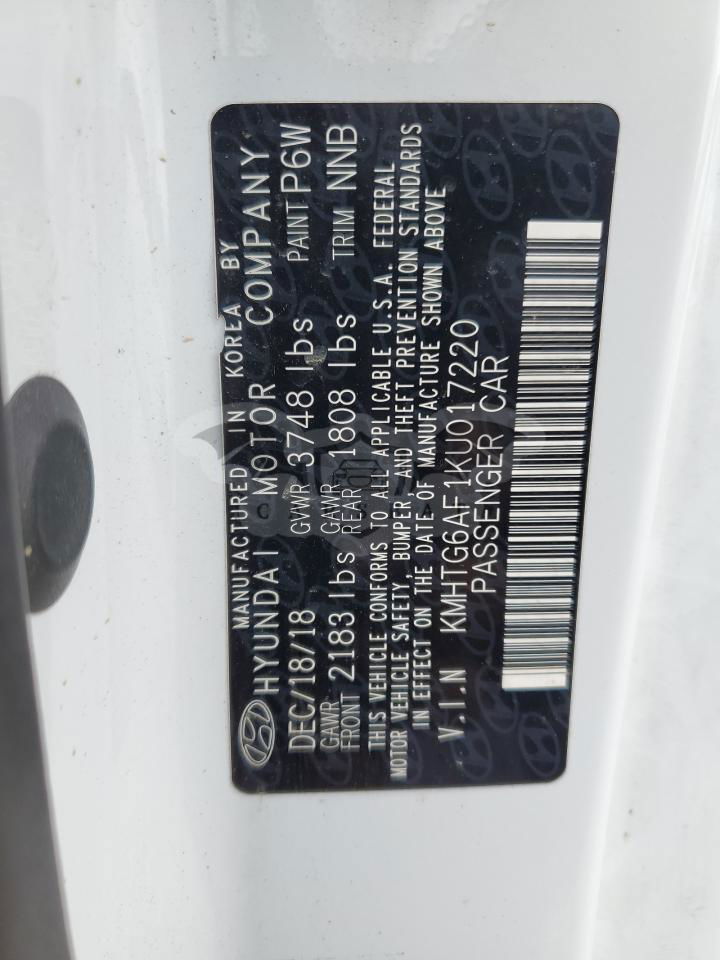 MANUFACTURED IN KOREA BY
HYUNDAI MOTOR COMPANY
DEC/18/18 GVWR 3748 lbs PAINT P6W
GAWR FRONT 2183 lbs GAWR REAR 1808 lbs TRIM NNB
THIS VEHICLE CONFORMS TO ALL APPLICABLE U.S.A. FEDERAL
MOTOR VEHICLE SAFETY, BUMPER, AND THEFT PREVENTION STANDARDS
IN EFFECT ON THE DATE OF MANUFACTURE SHOWN ABOVE
V.I.N KMHTG6AF1KU017220
PASSENGER CAR